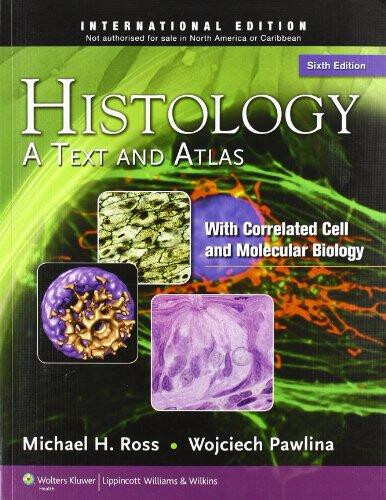 INTERNATIONAL EDITION
Not authorised for sale in North America or Caribbean
Sixth Edition
HISTOLOGY
A TEXT AND ATLAS
With Correlated Cell
and Molecular Biology
Michael H. Ross • Wojciech Pawlina
Wolters Kluwer | Lippincott Williams & Wilkins
Health